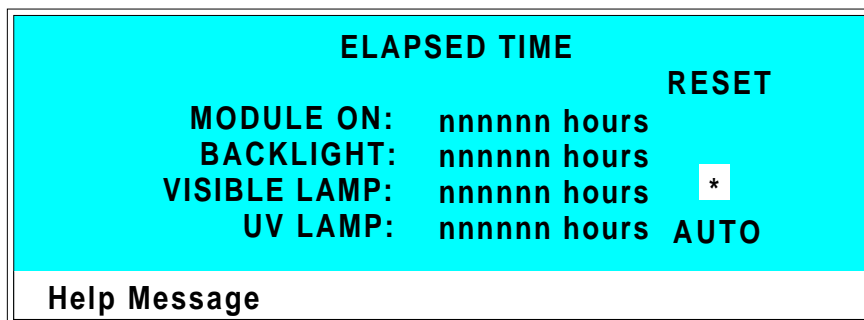 ELAPSED TIME
RESET
MODULE ON: nnnnnn hours
BACKLIGHT: nnnnnn hours
VISIBLE LAMP: nnnnnn hours *
UV LAMP: nnnnnn hours AUTO
Help Message